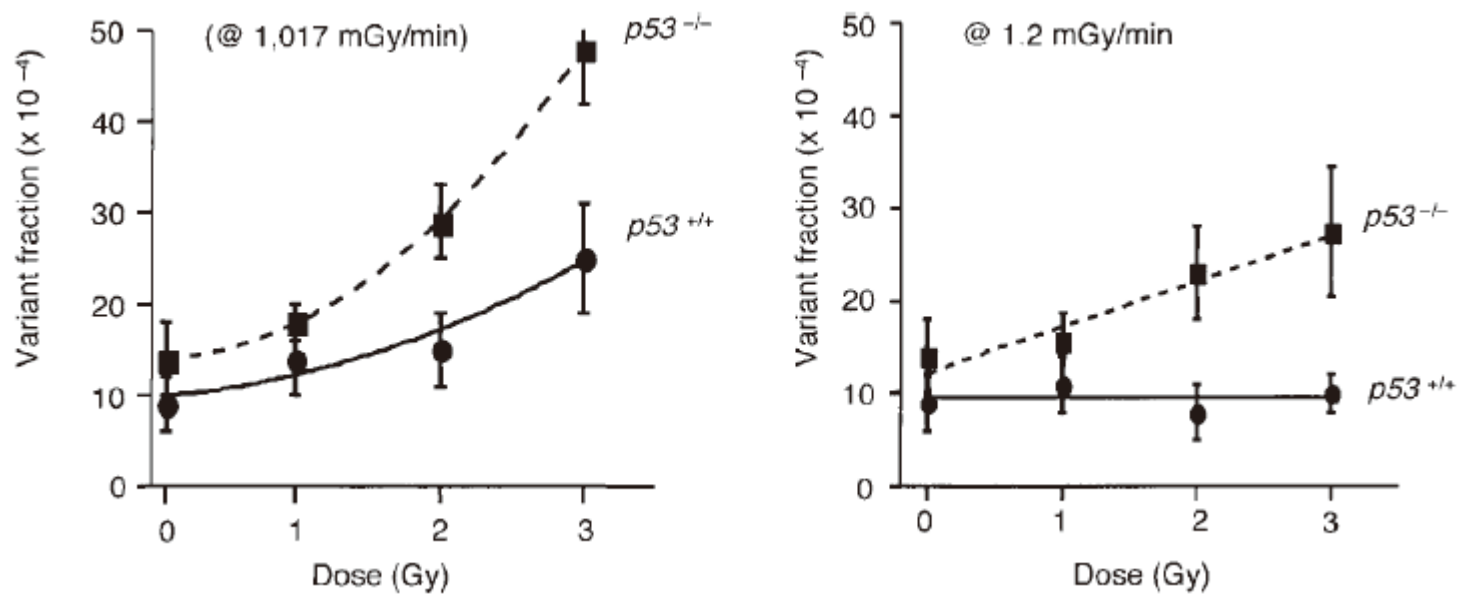 (@ 1,017 mGy/min)
p53 −/−
p53 +/+
Variant fraction (x 10 −4)
50
40
30
20
10
0
0 1 2 3
Dose (Gy)
@ 1.2 mGy/min
p53 −/−
p53 +/+
Variant fraction (x 10 −4)
50
40
30
20
10
0
0 1 2 3
Dose (Gy)